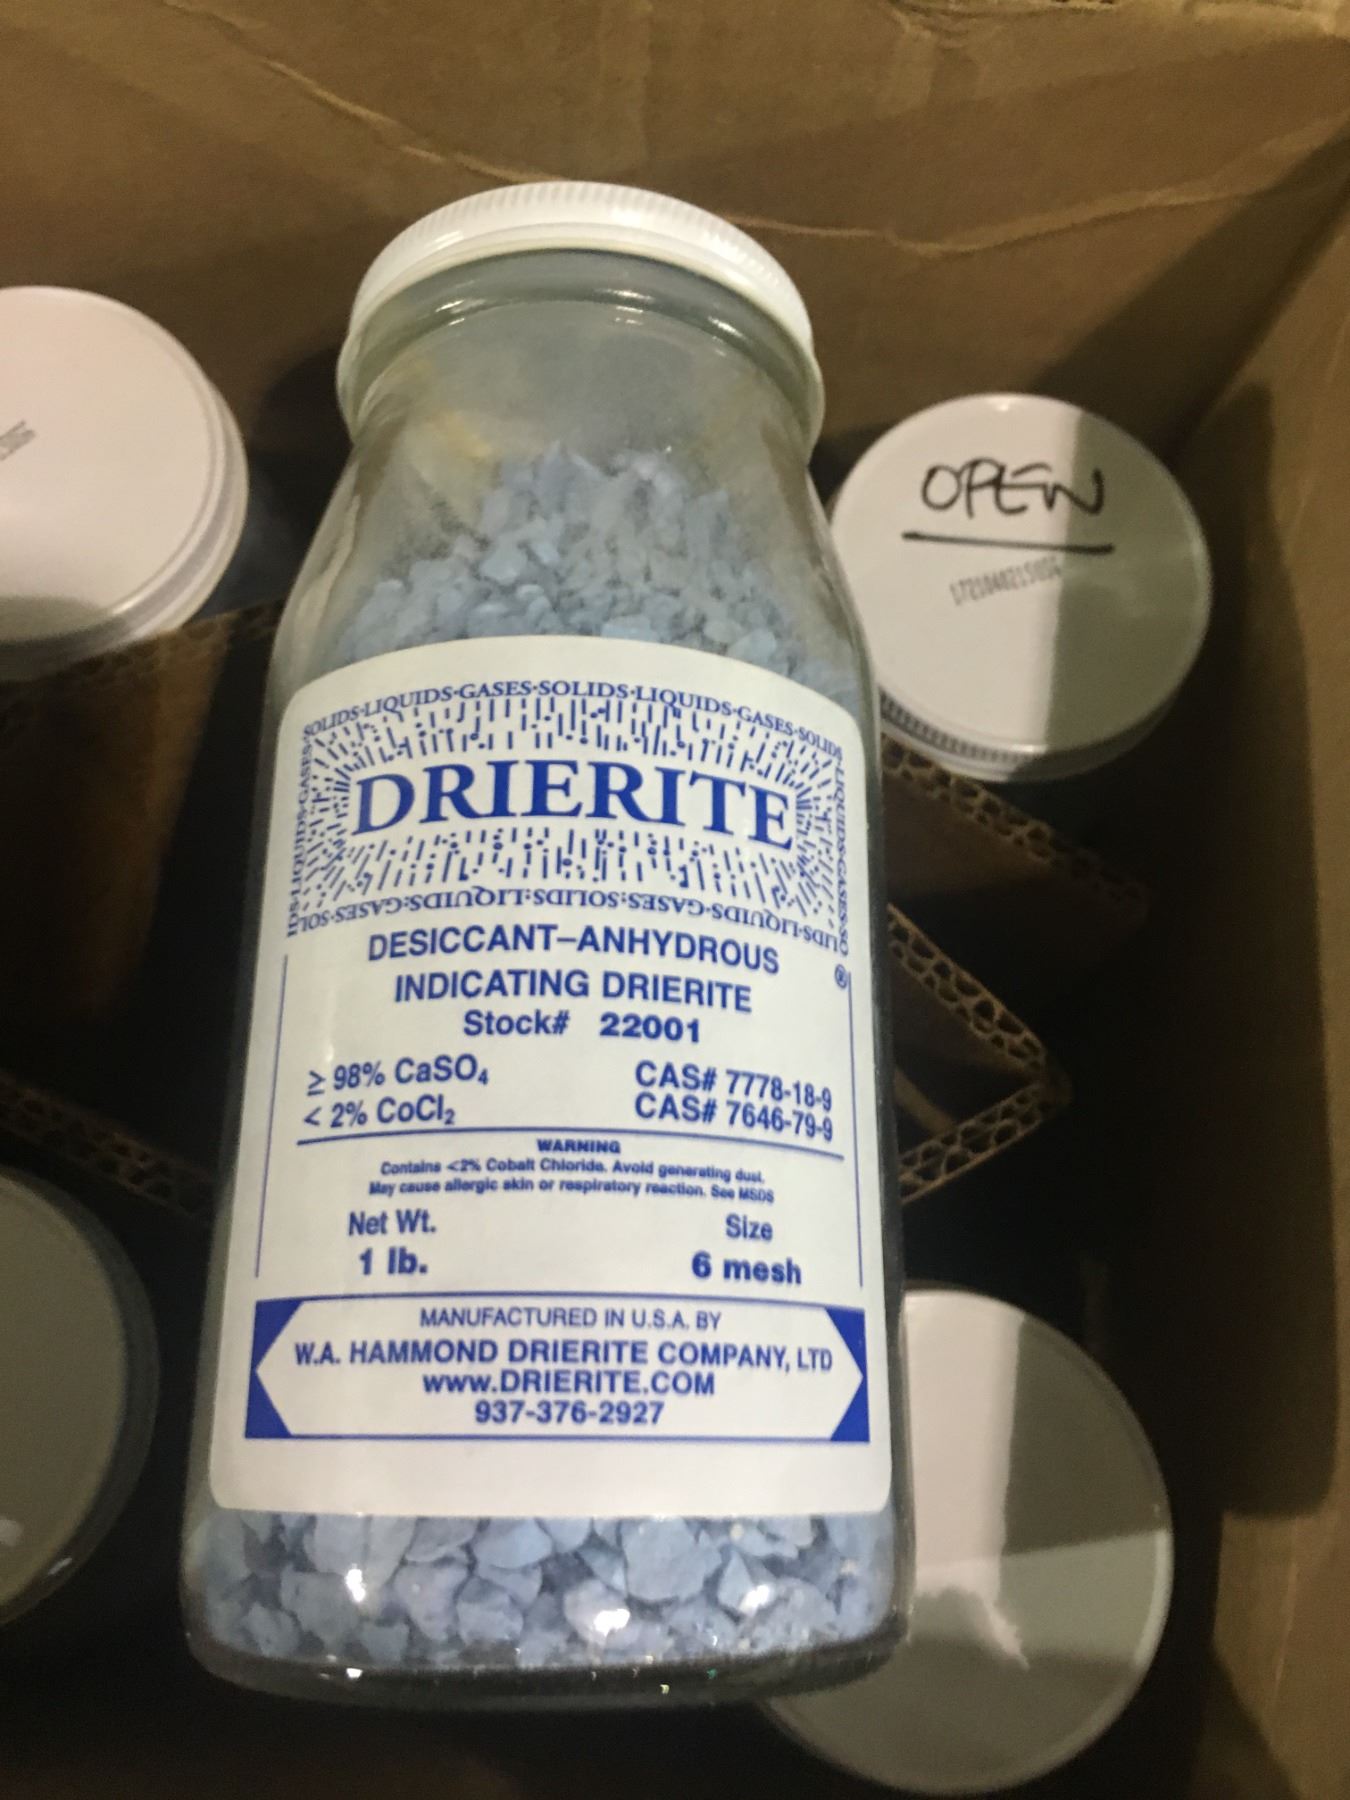 OPEN
SOLIDS·LIQUIDS·GASES·SOLIDS·LIQUIDS·GASES·SOLIDS
DRIERITE
DESICCANT–ANHYDROUS
INDICATING DRIERITE
®
Stock# 22001
≥ 98% CaSO₄ CAS# 7778-18-9
< 2% CoCl₂ CAS# 7646-79-9
WARNING
Contains <2% Cobalt Chloride. Avoid generating dust.
May cause allergic skin or respiratory reaction. See MSDS
Net Wt. Size
1 lb. 6 mesh
MANUFACTURED IN U.S.A. BY
W.A. HAMMOND DRIERITE COMPANY, LTD
www.DRIERITE.COM
937-376-2927